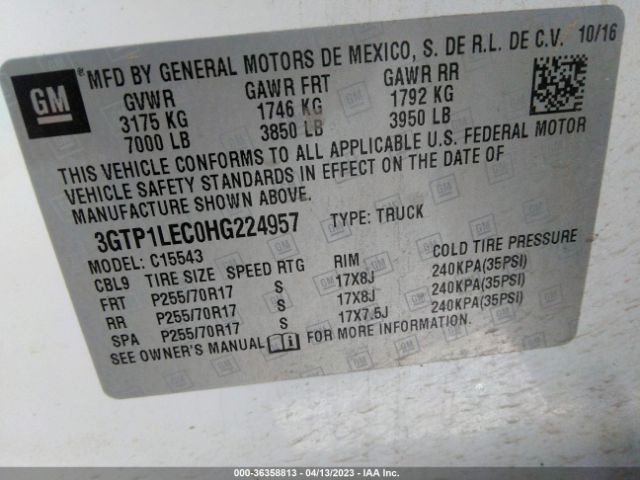 GM
MFD BY GENERAL MOTORS DE MEXICO, S. DE R.L. DE C.V. 10/16
GVWR GAWR FRT GAWR RR
3175 KG 1746 KG 1792 KG
7000 LB 3850 LB 3950 LB
THIS VEHICLE CONFORMS TO ALL APPLICABLE U.S. FEDERAL MOTOR
VEHICLE SAFETY STANDARDS IN EFFECT ON THE DATE OF
MANUFACTURE SHOWN ABOVE.
3GTP1LEC0HG224957 TYPE: TRUCK
MODEL: C15543
CBL9 TIRE SIZE SPEED RTG RIM COLD TIRE PRESSURE
FRT P255/70R17 S 17X8J 240KPA(35PSI)
RR P255/70R17 S 17X8J 240KPA(35PSI)
SPA P255/70R17 S 17X7.5J 240KPA(35PSI)
SEE OWNER'S MANUAL FOR MORE INFORMATION.
000-36358813 - 04/13/2023 - IAA Inc.